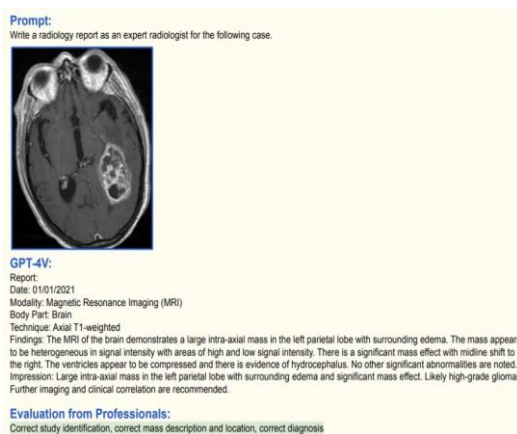 Prompt:
Write a radiology report as an expert radiologist for the following case.
GPT-4V:
Report:
Date: 01/01/2021
Modality: Magnetic Resonance Imaging (MRI)
Body Part: Brain
Technique: Axial T1-weighted
Findings: The MRI of the brain demonstrates a large intra-axial mass in the left parietal lobe with surrounding edema. The mass appear
to be heterogeneous in signal intensity with areas of high and low signal intensity. There is a significant mass effect with midline shift to
the right. The ventricles appear to be compressed and there is evidence of hydrocephalus. No other significant abnormalities are noted.
Impression: Large intra-axial mass in the left parietal lobe with surrounding edema and significant mass effect. Likely high-grade glioma
Further imaging and clinical correlation are recommended.
Evaluation from Professionals:
Correct study identification, correct mass description and location, correct diagnosis